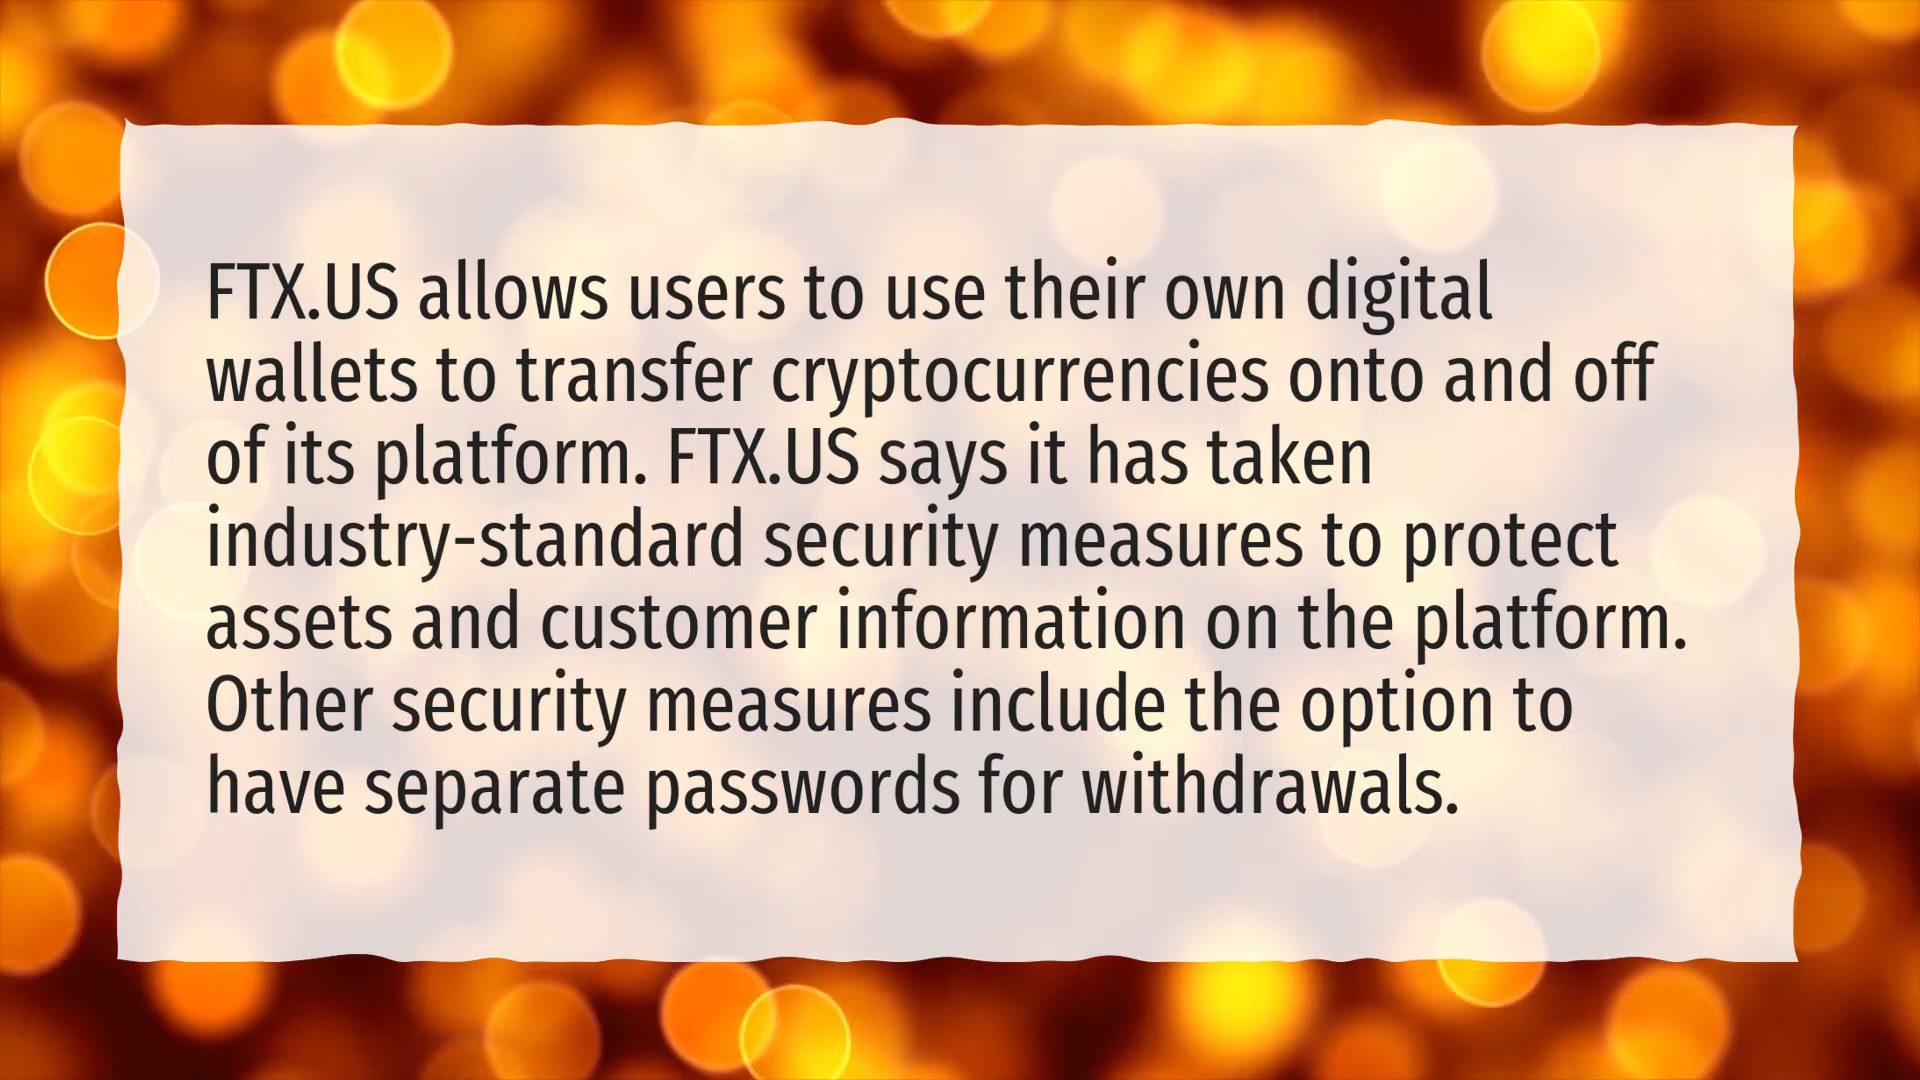 FTX.US allows users to use their own digital
wallets to transfer cryptocurrencies onto and off
of its platform. FTX.US says it has taken
industry-standard security measures to protect
assets and customer information on the platform.
Other security measures include the option to
have separate passwords for withdrawals.